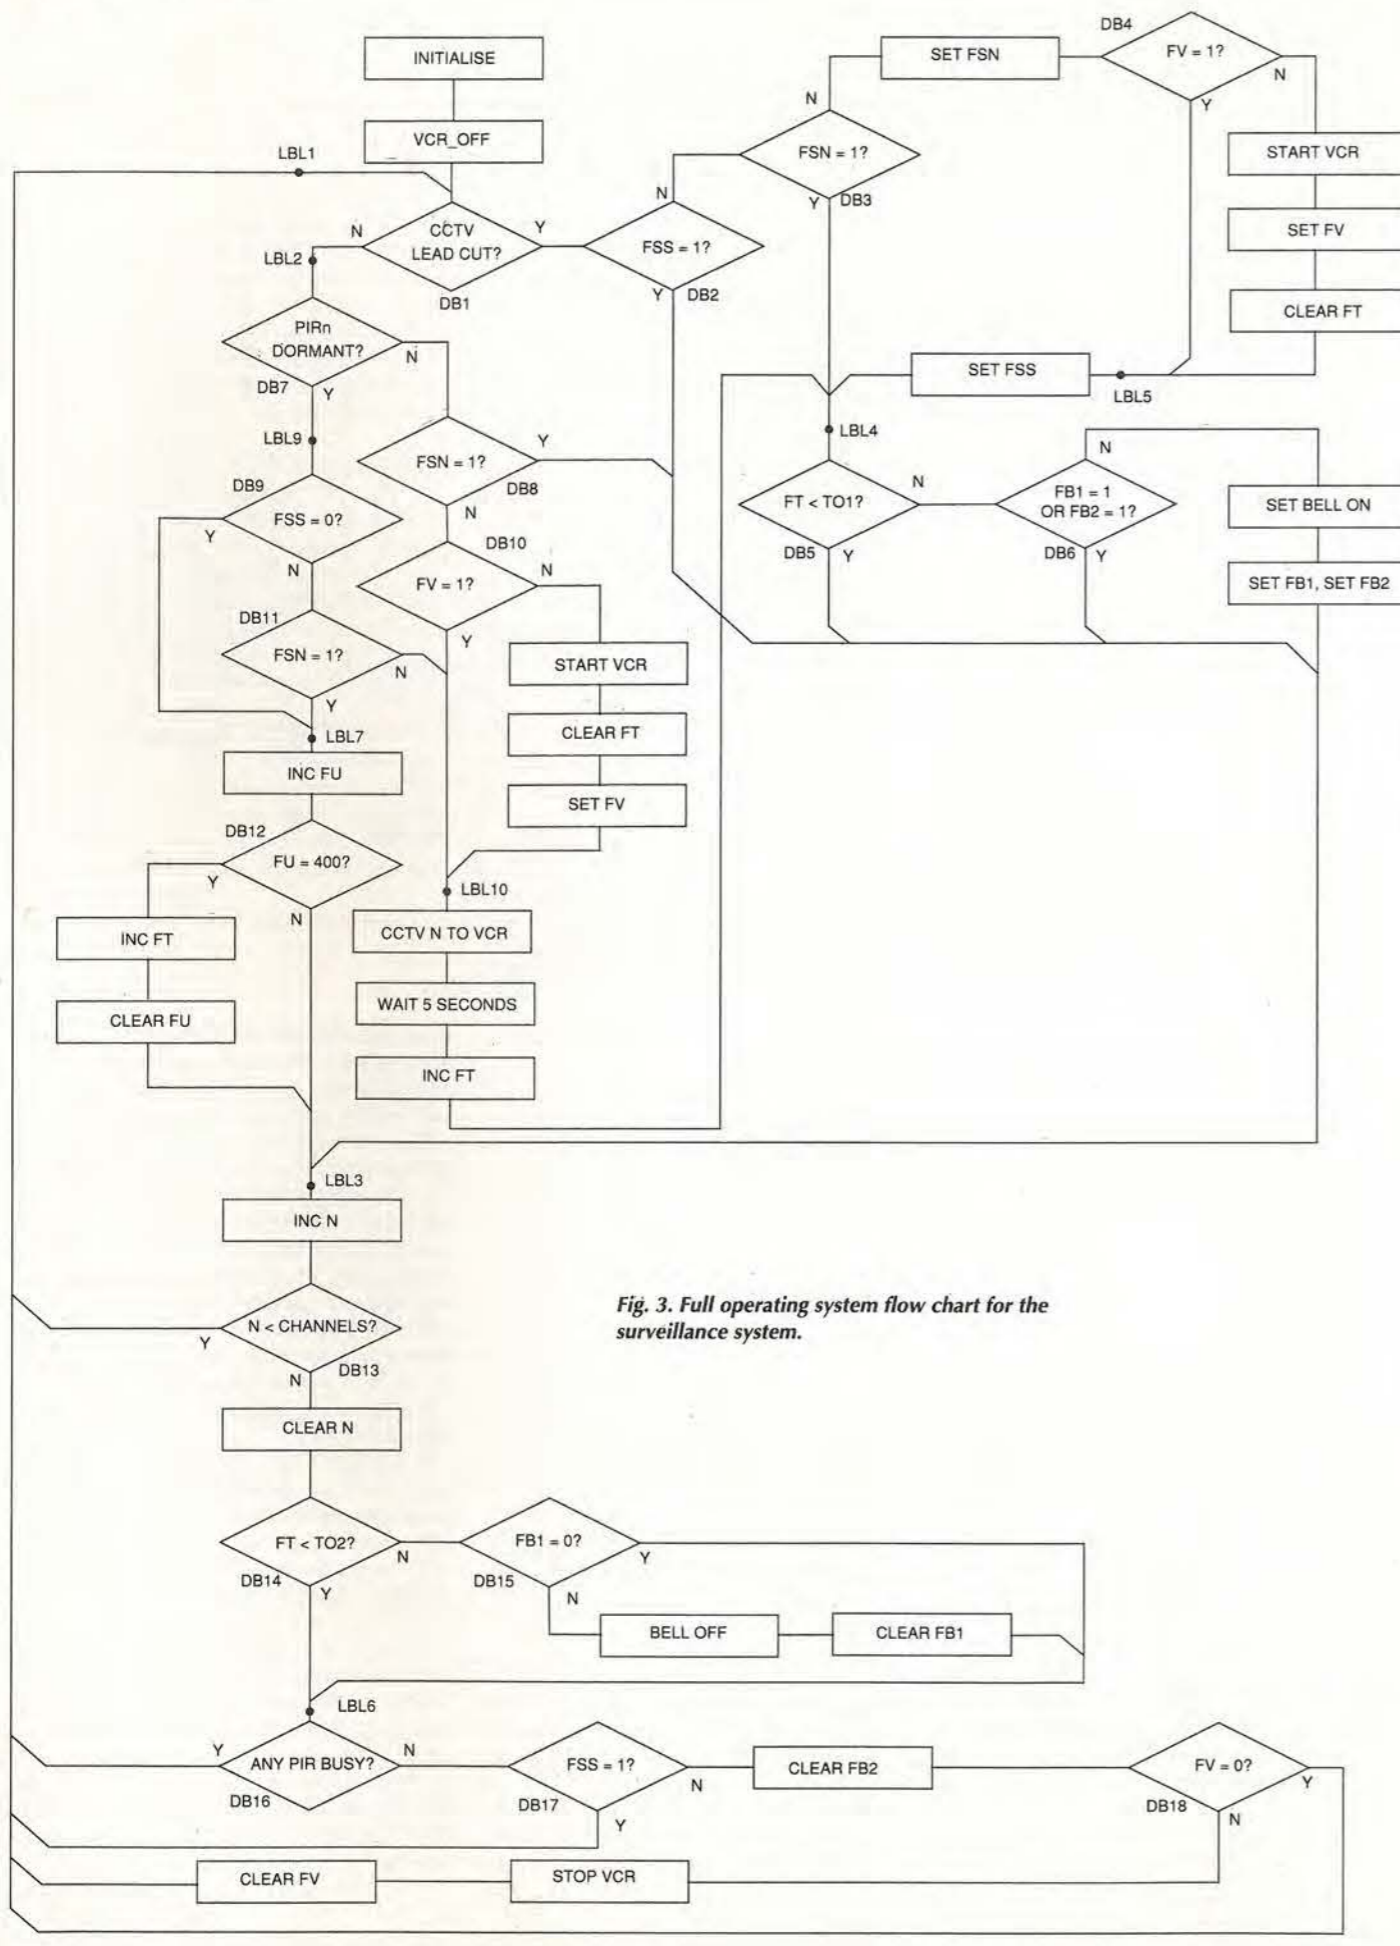 INITIALISE
VCR_OFF
LBL1
CCTV
LEAD CUT?
N
Y
DB1
LBL2
FSS = 1?
N
Y
DB2
FSN = 1?
N
Y
DB3
SET FSN
DB4
FV = 1?
N
Y
START VCR
SET FV
CLEAR FT
SET FSS
LBL5
LBL4
FT < TO1?
N
DB5
Y
FB1 = 1
OR FB2 = 1?
N
DB6
Y
SET BELL ON
SET FB1, SET FB2
PIRn
DORMANT?
N
DB7
Y
LBL9
FSN = 1?
Y
DB8
N
DB9
FSS = 0?
Y
N
DB10
FV = 1?
N
Y
DB11
FSN = 1?
N
Y
START VCR
CLEAR FT
SET FV
LBL7
INC FU
DB12
FU = 400?
Y
N
INC FT
CLEAR FU
LBL10
CCTV N TO VCR
WAIT 5 SECONDS
INC FT
LBL3
INC N
N < CHANNELS?
Y
DB13
N
CLEAR N
FT < TO2?
N
DB14
Y
FB1 = 0?
Y
DB15
N
BELL OFF
CLEAR FB1
LBL6
ANY PIR BUSY?
Y
N
DB16
FSS = 1?
N
DB17
Y
CLEAR FB2
FV = 0?
Y
DB18
N
CLEAR FV
STOP VCR
Fig. 3. Full operating system flow chart for the
surveillance system.